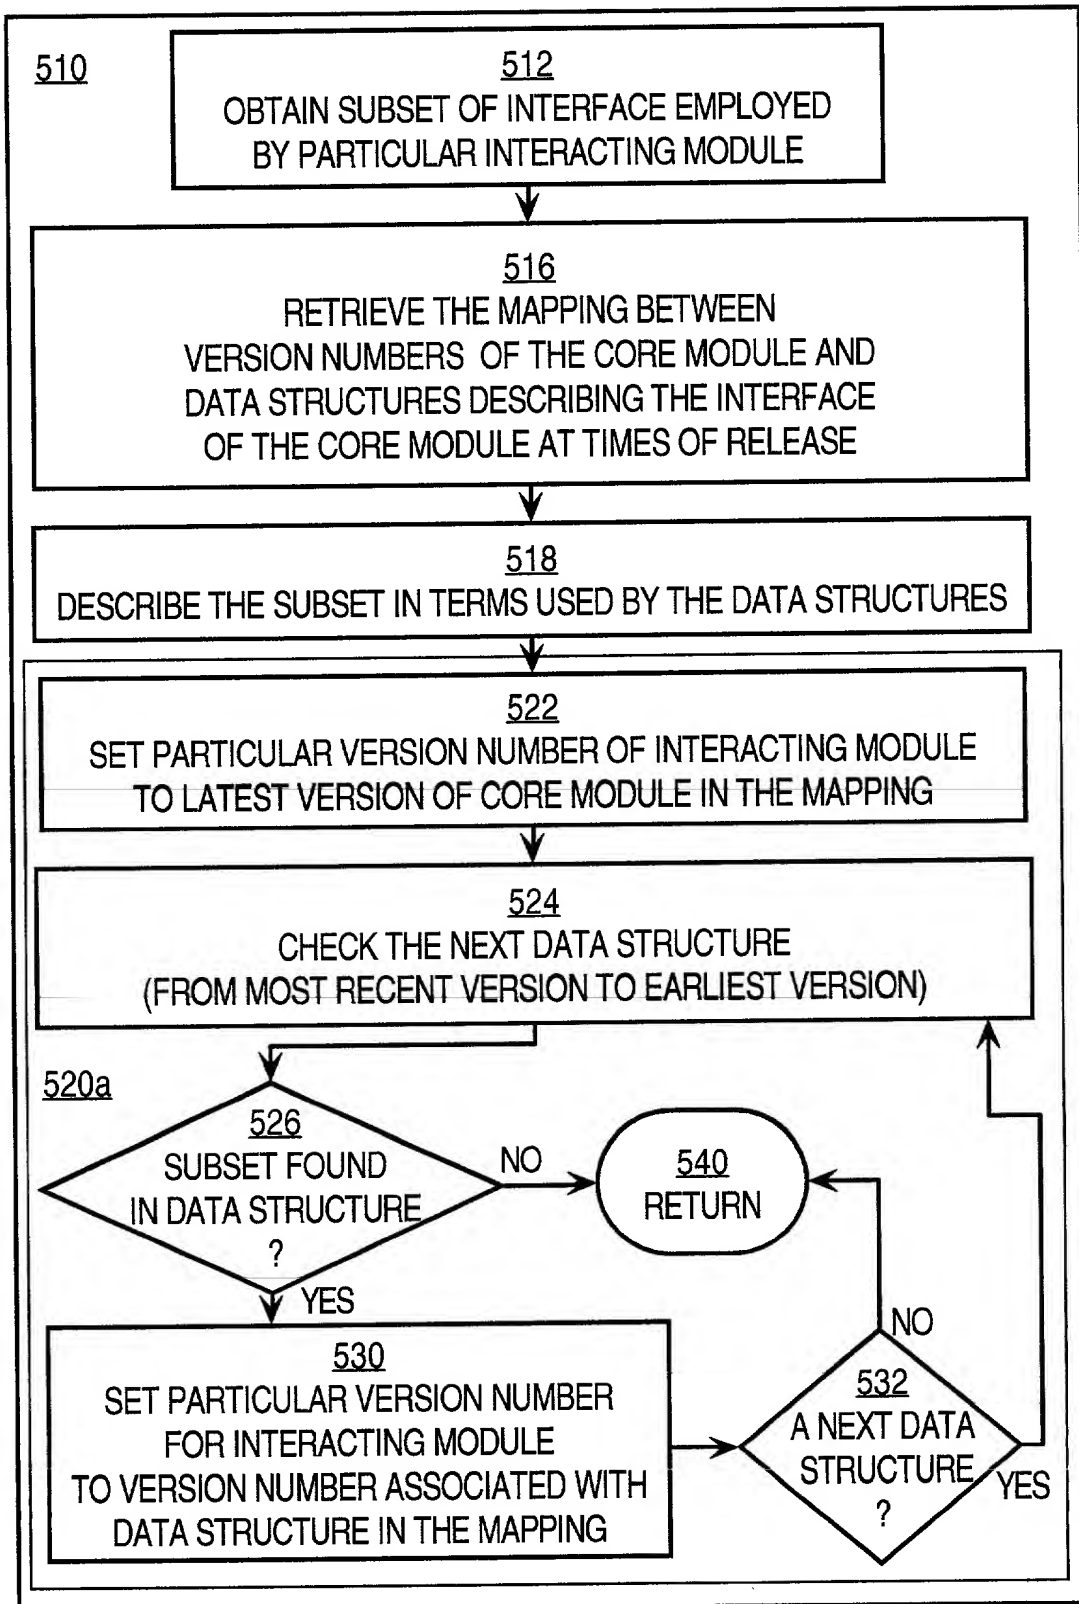 510
512
OBTAIN SUBSET OF INTERFACE EMPLOYED
BY PARTICULAR INTERACTING MODULE
516
RETRIEVE THE MAPPING BETWEEN
VERSION NUMBERS OF THE CORE MODULE AND
DATA STRUCTURES DESCRIBING THE INTERFACE
OF THE CORE MODULE AT TIMES OF RELEASE
518
DESCRIBE THE SUBSET IN TERMS USED BY THE DATA STRUCTURES
522
SET PARTICULAR VERSION NUMBER OF INTERACTING MODULE
TO LATEST VERSION OF CORE MODULE IN THE MAPPING
524
CHECK THE NEXT DATA STRUCTURE
(FROM MOST RECENT VERSION TO EARLIEST VERSION)
520a
526
SUBSET FOUND
IN DATA STRUCTURE
?
NO
540
RETURN
YES
530
SET PARTICULAR VERSION NUMBER
FOR INTERACTING MODULE
TO VERSION NUMBER ASSOCIATED WITH
DATA STRUCTURE IN THE MAPPING
NO
532
A NEXT DATA
STRUCTURE
?
YES